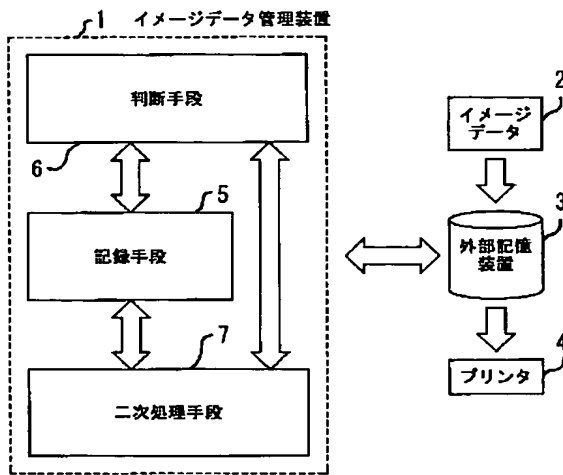 1 イメージデータ管理装置
判断手段
6
5
記録手段
7
二次処理手段
2
イメージ
データ
3
外部記憶
装置
4
プリンタ